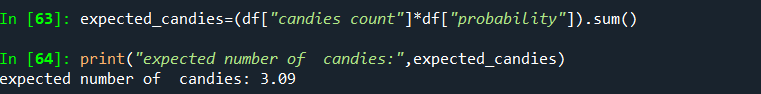 In [63]: expected_candies=(df["candies count"]*df["probability"]).sum()
In [64]: print("expected number of  candies:",expected_candies)
expected number of  candies: 3.09